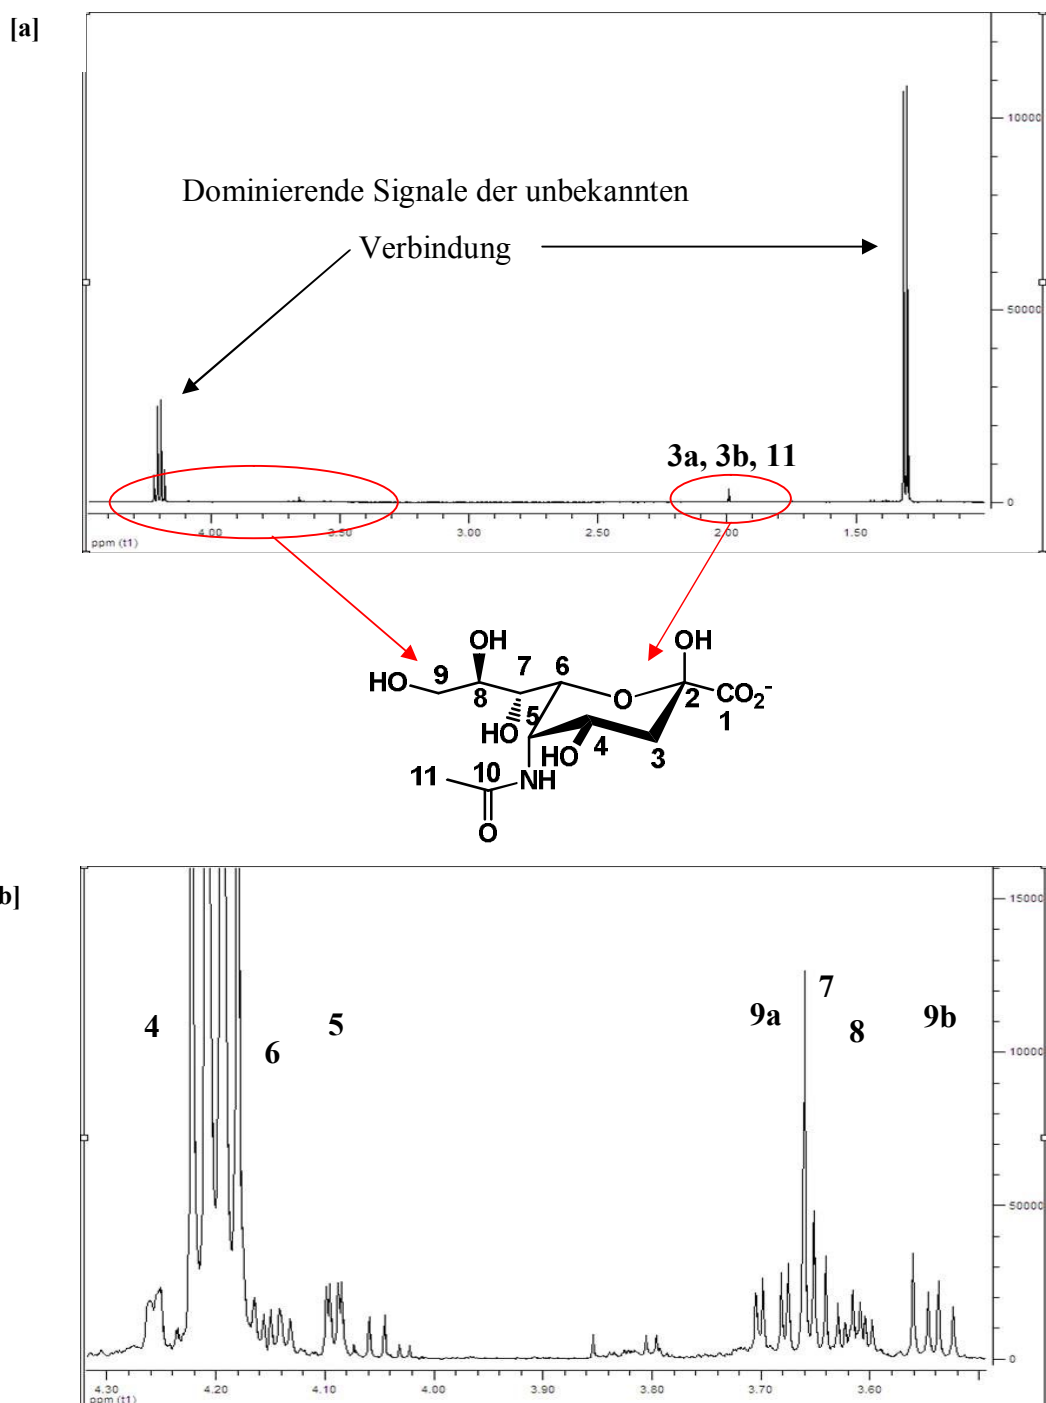 [a]
10000
Dominierende Signale der unbekannten
Verbindung
50000
3a, 3b, 11
0
4.00 3.50 3.00 2.50 2.00 1.50
ppm (t1)
OH OH
9 7 6
HO 8 O 2 CO2-
5 1
HO HO 4 3
11 10 NH
O
b]
15000
9a 7 9b
4 5 8
6
10000
50000
0
4.30 4.20 4.10 4.00 3.90 3.80 3.70 3.60
ppm (t1)